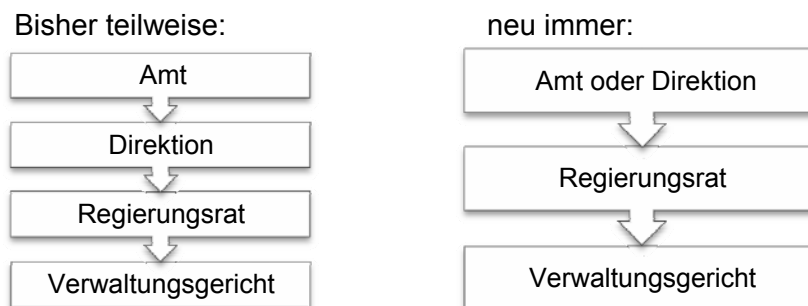 Bisher teilweise:
Amt
Direktion
Regierungsrat
Verwaltungsgericht
neu immer:
Amt oder Direktion
Regierungsrat
Verwaltungsgericht